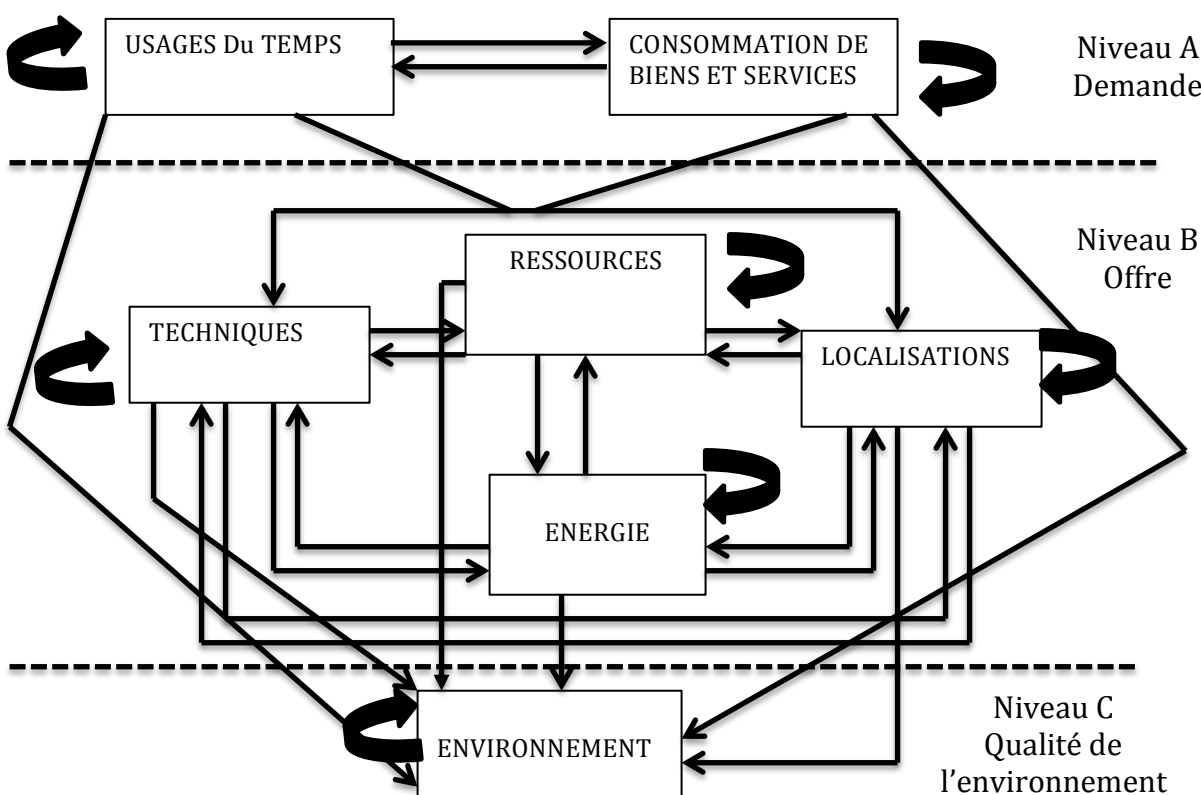 USAGES Du TEMPS
CONSOMMATION DE
BIENS ET SERVICES
Niveau A
Demande
Niveau B
Offre
RESSOURCES
TECHNIQUES
LOCALISATIONS
ENERGIE
Niveau C
Qualité de
l’environnement
ENVIRONNEMENT